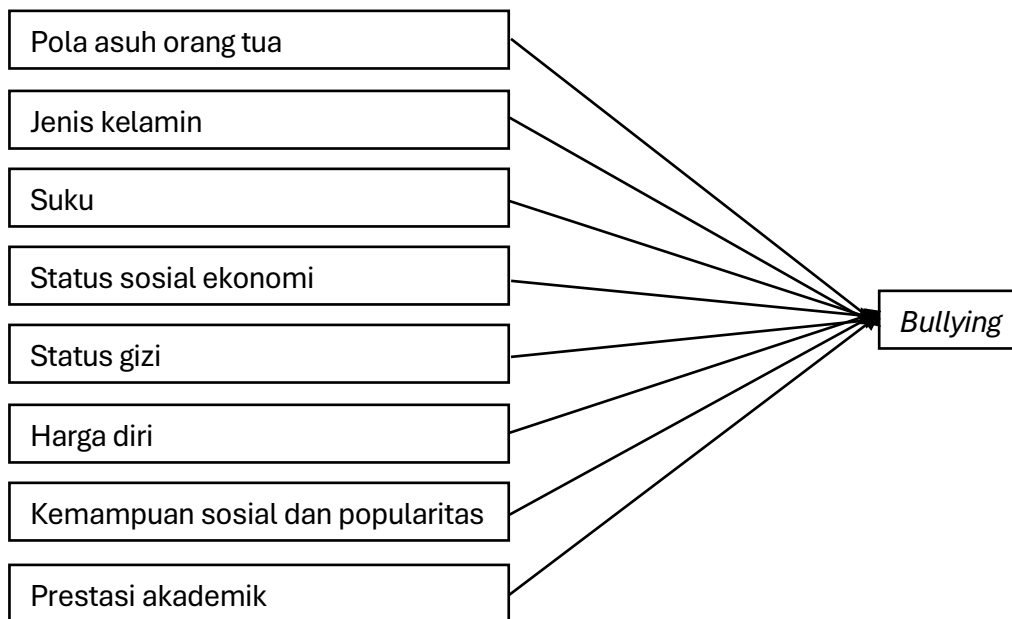 Pola asuh orang tua
Jenis kelamin
Suku
Status sosial ekonomi
Status gizi
Harga diri
Kemampuan sosial dan popularitas
Prestasi akademik
Bullying